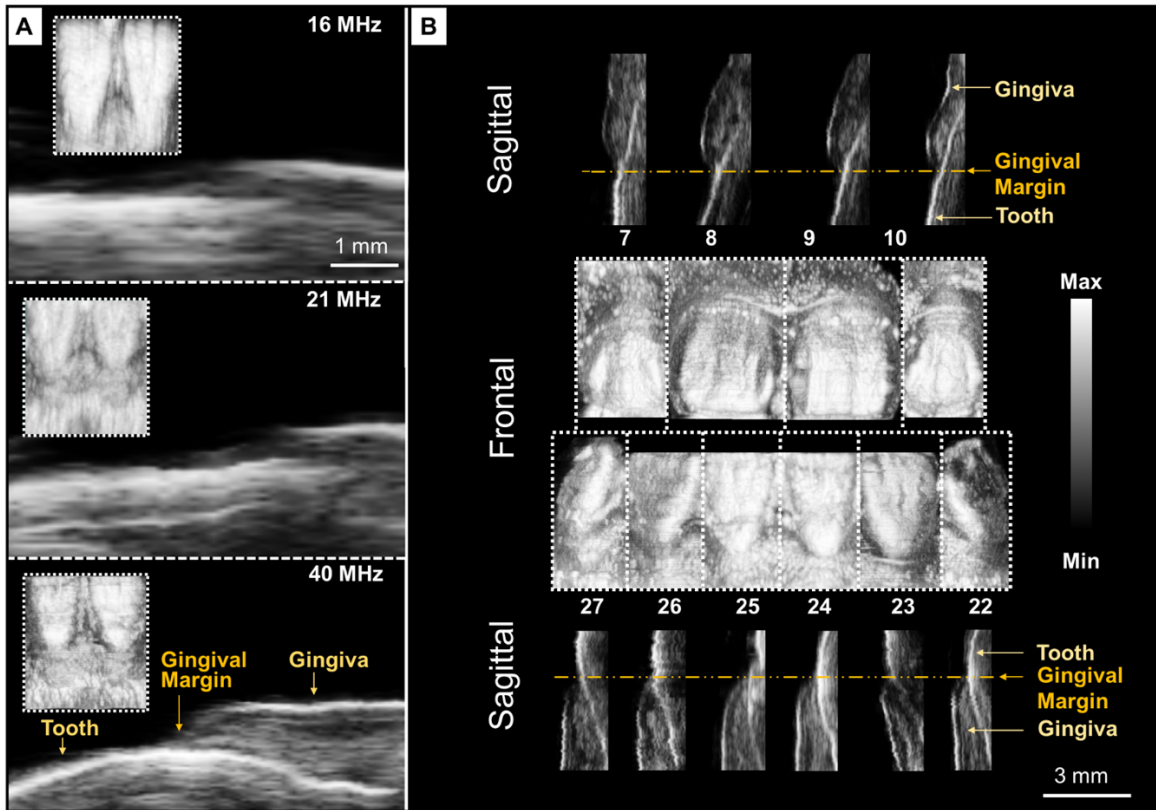 A
16 MHz
1 mm
21 MHz
40 MHz
Gingival
Margin
Gingiva
Tooth
B
Sagittal
Gingiva
Gingival
Margin
Tooth
7 8 9 10
Frontal
Max
Min
27 26 25 24 23 22
Sagittal
Tooth
Gingival
Margin
Gingiva
3 mm